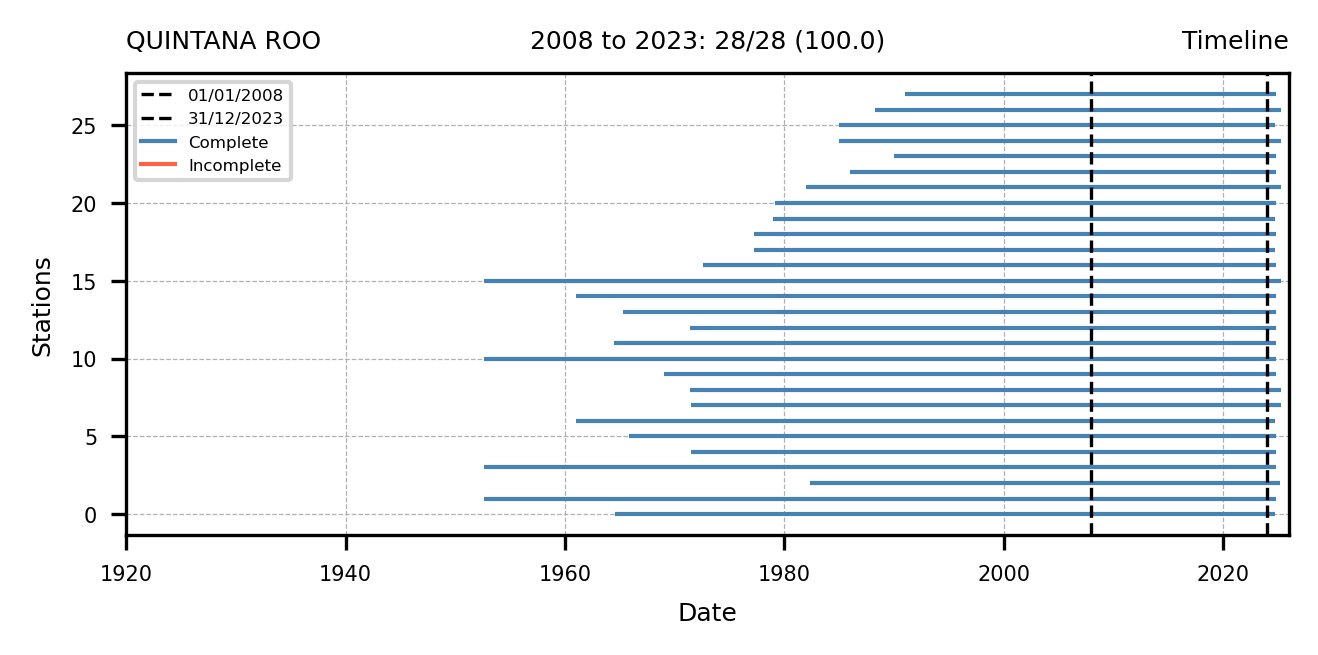 QUINTANA ROO 2008 to 2023: 28/28 (100.0) Timeline
01/01/2008
31/12/2023
Complete
Incomplete
25
20
15
10
5
0
Stations
1920 1940 1960 1980 2000 2020
Date